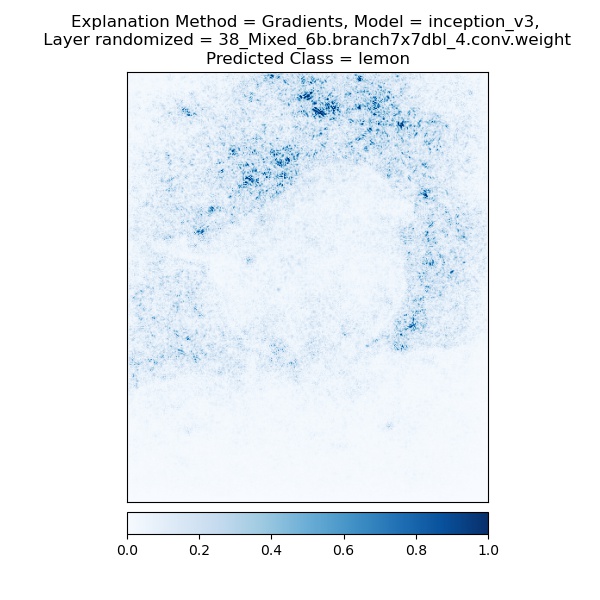 Explanation Method = Gradients, Model = inception_v3,
Layer randomized = 38_Mixed_6b.branch7x7dbl_4.conv.weight
Predicted Class = lemon
0.0 0.2 0.4 0.6 0.8 1.0